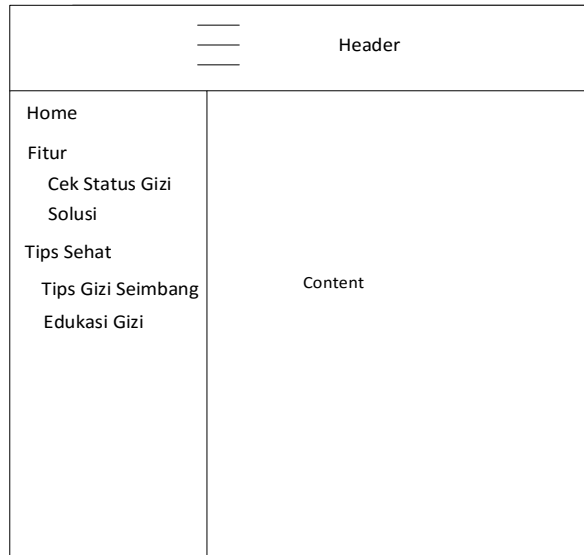 Header
Home
Fitur
Cek Status Gizi
Solusi
Tips Sehat
Tips Gizi Seimbang
Edukasi Gizi
Content